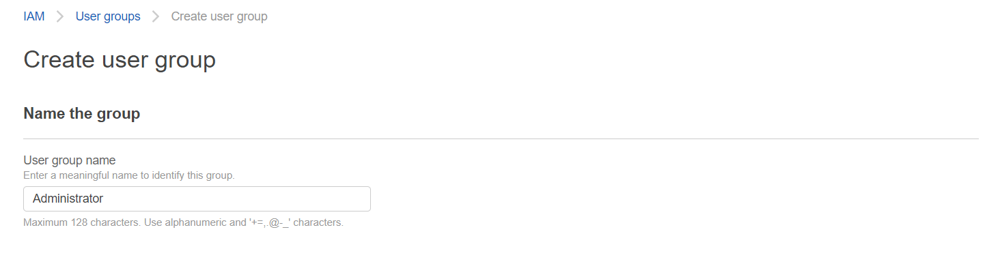 IAM > User groups > Create user group
Create user group
Name the group
User group name
Enter a meaningful name to identify this group.
Administrator
Maximum 128 characters. Use alphanumeric and '+=,.@-_' characters.